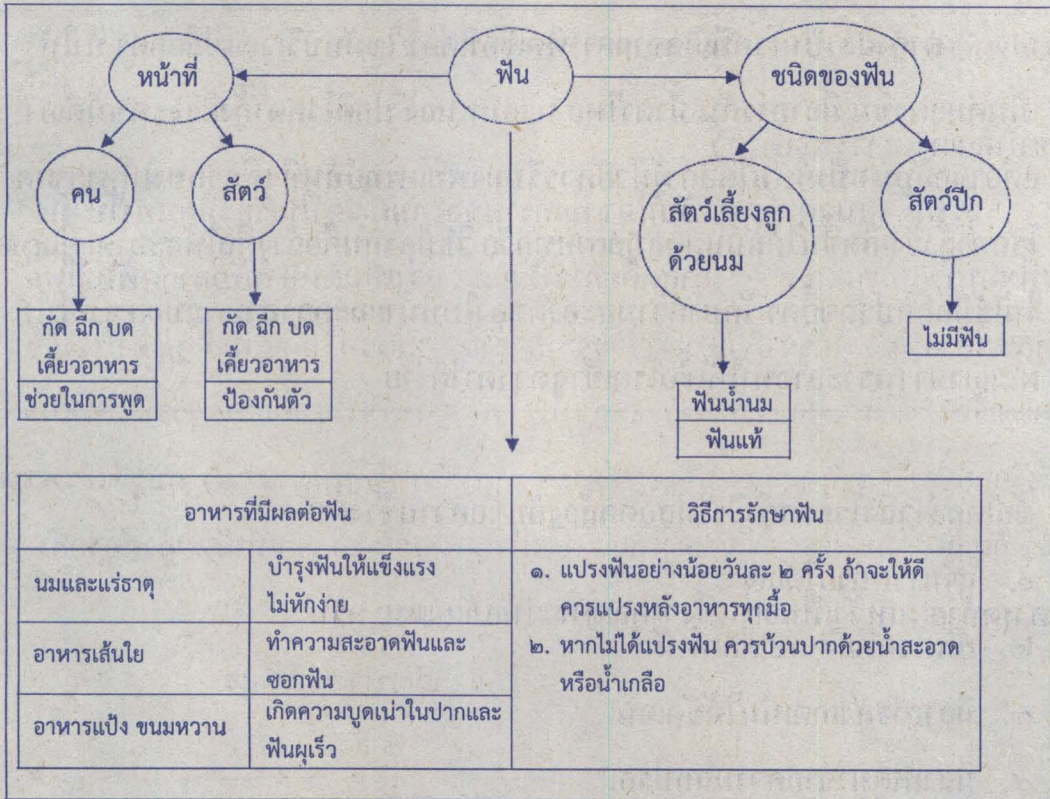 หน้าที่
ฟัน
ชนิดของฟัน
คน
สัตว์
สัตว์เลี้ยงลูก
ด้วยนม
สัตว์ปีก
กัด ฉีก บด
เคี้ยวอาหาร
ช่วยในการพูด
กัด ฉีก บด
เคี้ยวอาหาร
ป้องกันตัว
ฟันน้ำนม
ฟันแท้
ไม่มีฟัน
อาหารที่มีผลต่อฟัน
วิธีการรักษาฟัน
นมและแร่ธาตุ
บำรุงฟันให้แข็งแรง
ไม่หักง่าย
อาหารเส้นใย
ทำความสะอาดฟันและ
ซอกฟัน
อาหารแป้ง ขนมหวาน
เกิดความบูดเน่าในปากและ
ฟันผุเร็ว
๑. แปรงฟันอย่างน้อยวันละ ๒ ครั้ง ถ้าจะให้ดี
ควรแปรงหลังอาหารทุกมื้อ
๒. หากไม่ได้แปรงฟัน ควรบ้วนปากด้วยน้ำสะอาด
หรือน้ำเกลือ